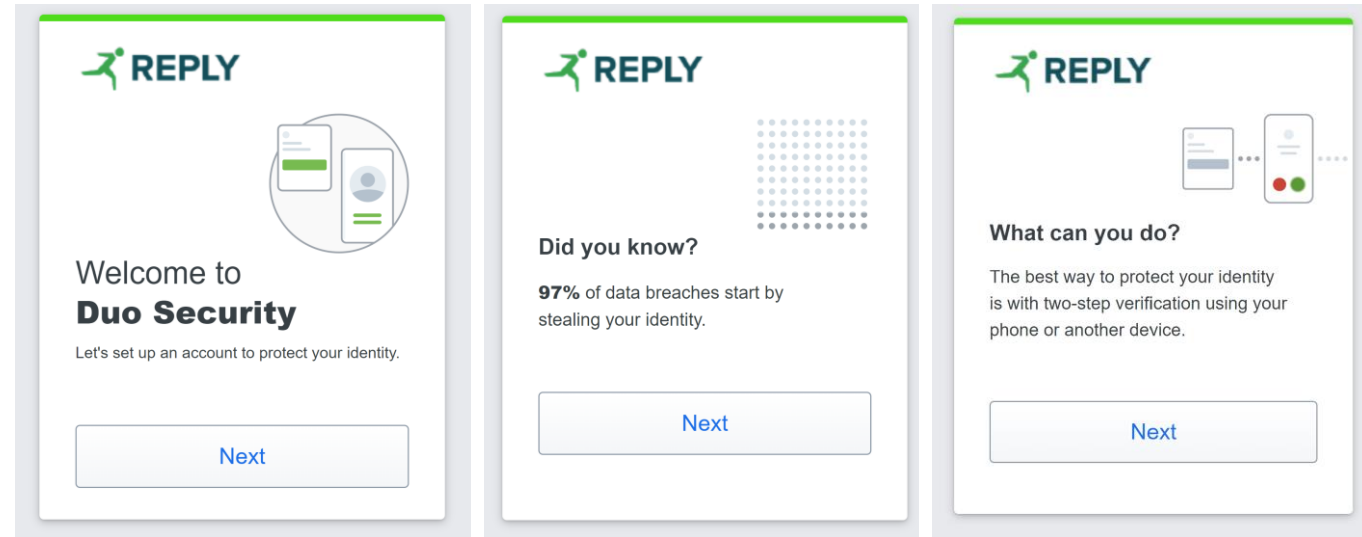 REPLY
Welcome to
Duo Security
Let's set up an account to protect your identity.
Next
REPLY
Did you know?
97% of data breaches start by
stealing your identity.
Next
REPLY
What can you do?
The best way to protect your identity
is with two-step verification using your
phone or another device.
Next